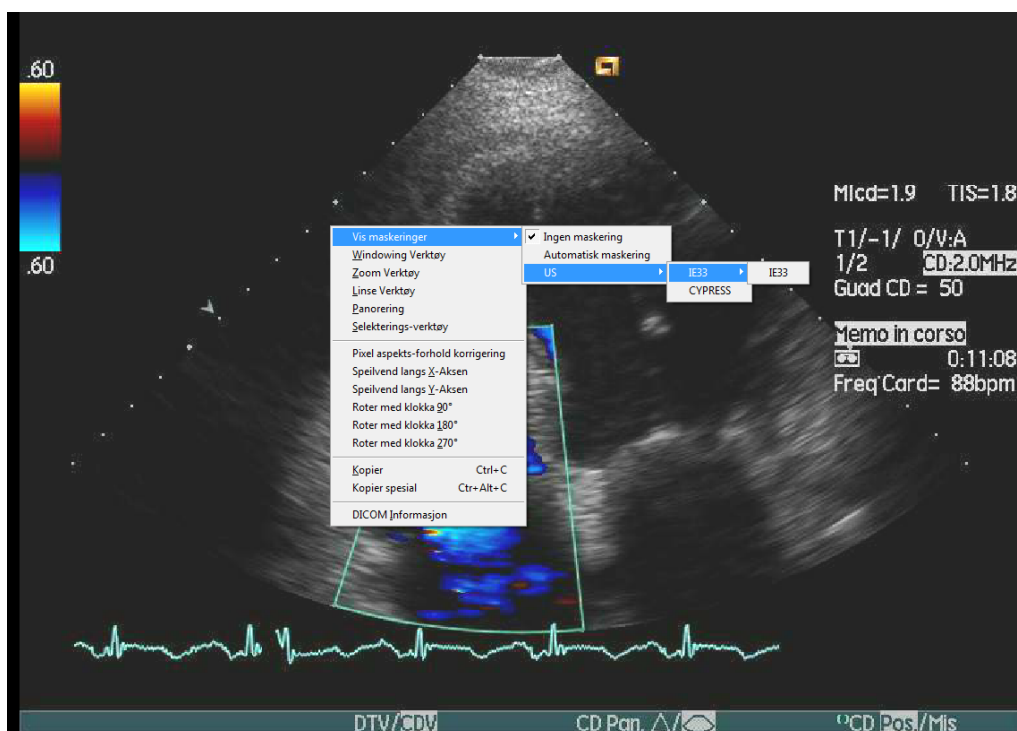 .60
.60
MIcd=1.9 TIS=1.8
T1/-1/ 0/V:A
1/2 CD:2.0MHz
Guad CD = 50
Memo in corso
0:11:08
Freq.Card= 88bpm
Vis maskeringer
Windowing Verktøy
Zoom Verktøy
Linse Verktøy
Panorering
Selekterings-verktøy
Pixel aspekts-forhold korrigering
Speilvend langs X-Aksen
Speilvend langs Y-Aksen
Roter med klokka 90°
Roter med klokka 180°
Roter med klokka 270°
Kopier Ctrl+C
Kopier spesial Ctr+Alt+C
DICOM Informasjon
Ingen maskering
Automatisk maskering
US
IE33
CYPRESS
IE33
DTV/CDV CD Pan. CD Pos./Mis